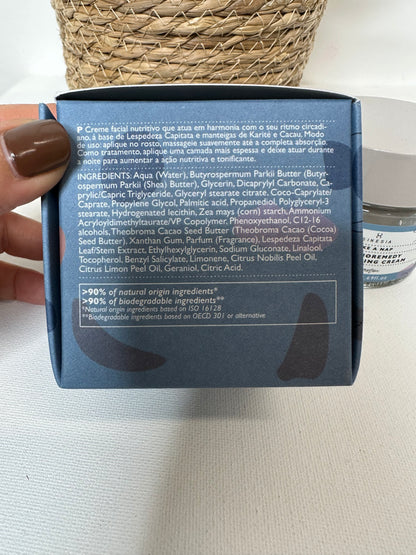 P Creme facial nutritivo que atua em harmonia com o seu ritmo circadi-
ano, à base de Lespedeza Capitata e manteigas de Karité e Cacau. Modo
de uso: aplique no rosto, massageie suavemente até a completa absorção.
Como tratamento, aplique uma camada mais espessa e deixe atuar durante
a noite para aumentar a ação nutritiva e tonificante.
INGREDIENTS: Aqua (Water), Butyrospermum Parkii Butter (Butyr-
ospermum Parkii (Shea) Butter), Glycerin, Dicaprylyl Carbonate, Ca-
prylic/Capric Triglyceride, Glyceryl stearate citrate, Coco-Caprylate/
Caprate, Propylene Glycol, Palmitic acid, Propanediol, Polyglyceryl-3
stearate, Hydrogenated lecithin, Zea mays (corn) starch, Ammonium
Acryloyldimethyltaurate/VP Copolymer, Phenoxyethanol, C12-16
alcohols, Theobroma Cacao Seed Butter (Theobroma Cacao (Cocoa)
Seed Butter), Xanthan Gum, Parfum (Fragrance), Lespedeza Capitata
Leaf/Stem Extract, Ethylhexylglycerin, Sodium Gluconate, Linalool,
Tocopherol, Benzyl Salicylate, Limonene, Citrus Nobilis Peel Oil,
Citrus Limon Peel Oil, Geraniol, Citric Acid.
>90% of natural origin ingredients*
>90% of biodegradable ingredients**
*Natural origin ingredients based on ISO 16128
**Biodegradable ingredients based on OECD 301 or alternative
H
INESIA
E A NAP
OREMEDY
ING CREAM